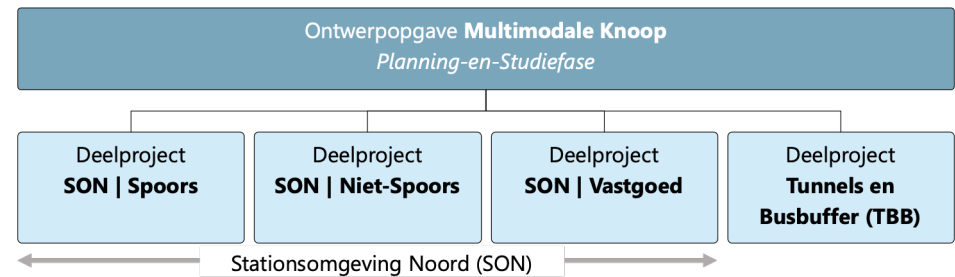 Ontwerpopgave Multimodale Knoop
Planning-en-Studiefase
Deelproject
SON | Spoors
Deelproject
SON | Niet-Spoors
Deelproject
SON | Vastgoed
Deelproject
Tunnels en
Busbuffer (TBB)
Stationsomgeving Noord (SON)